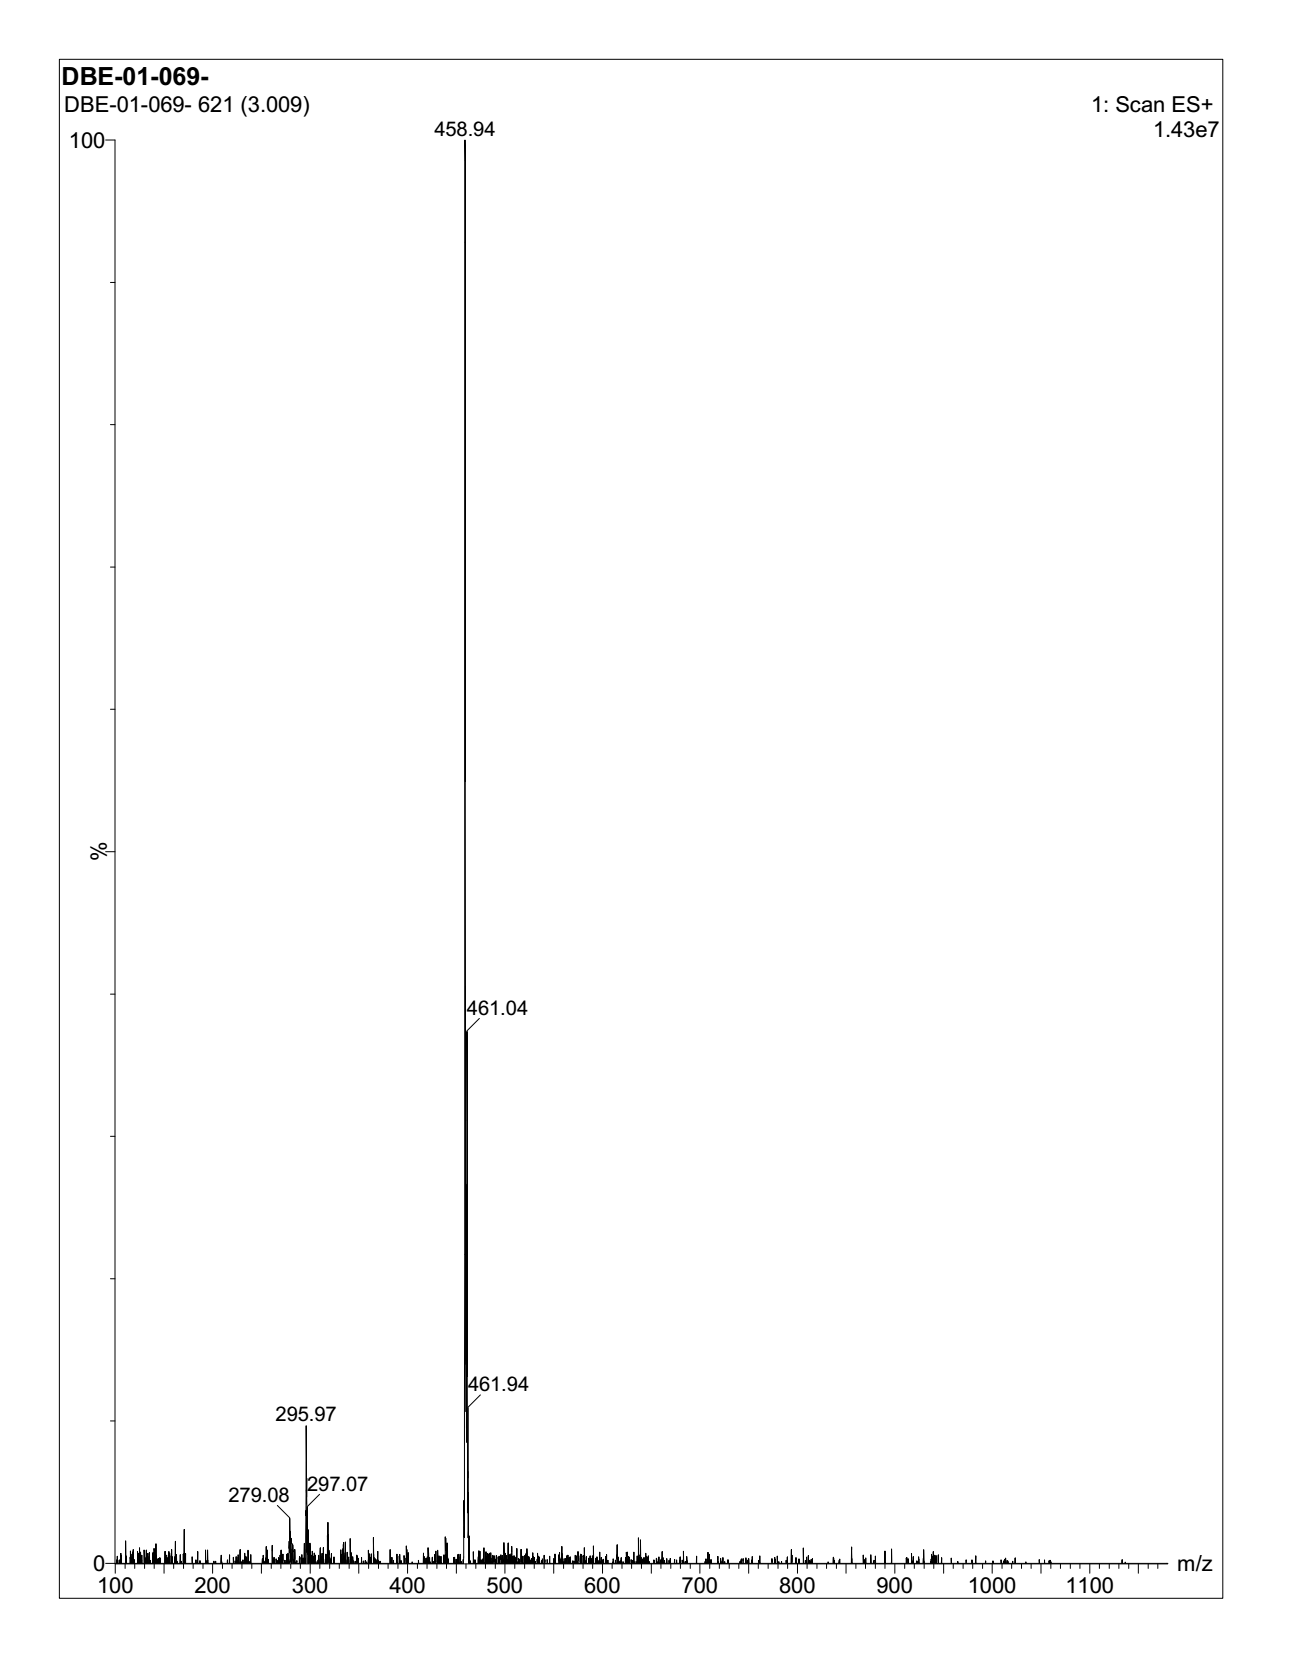 DBE-01-069-
DBE-01-069- 621 (3.009)
1: Scan ES+
1.43e7
458.94
100
461.04
%
461.94
295.97
297.07
279.08
0
m/z
100 200 300 400 500 600 700 800 900 1000 1100